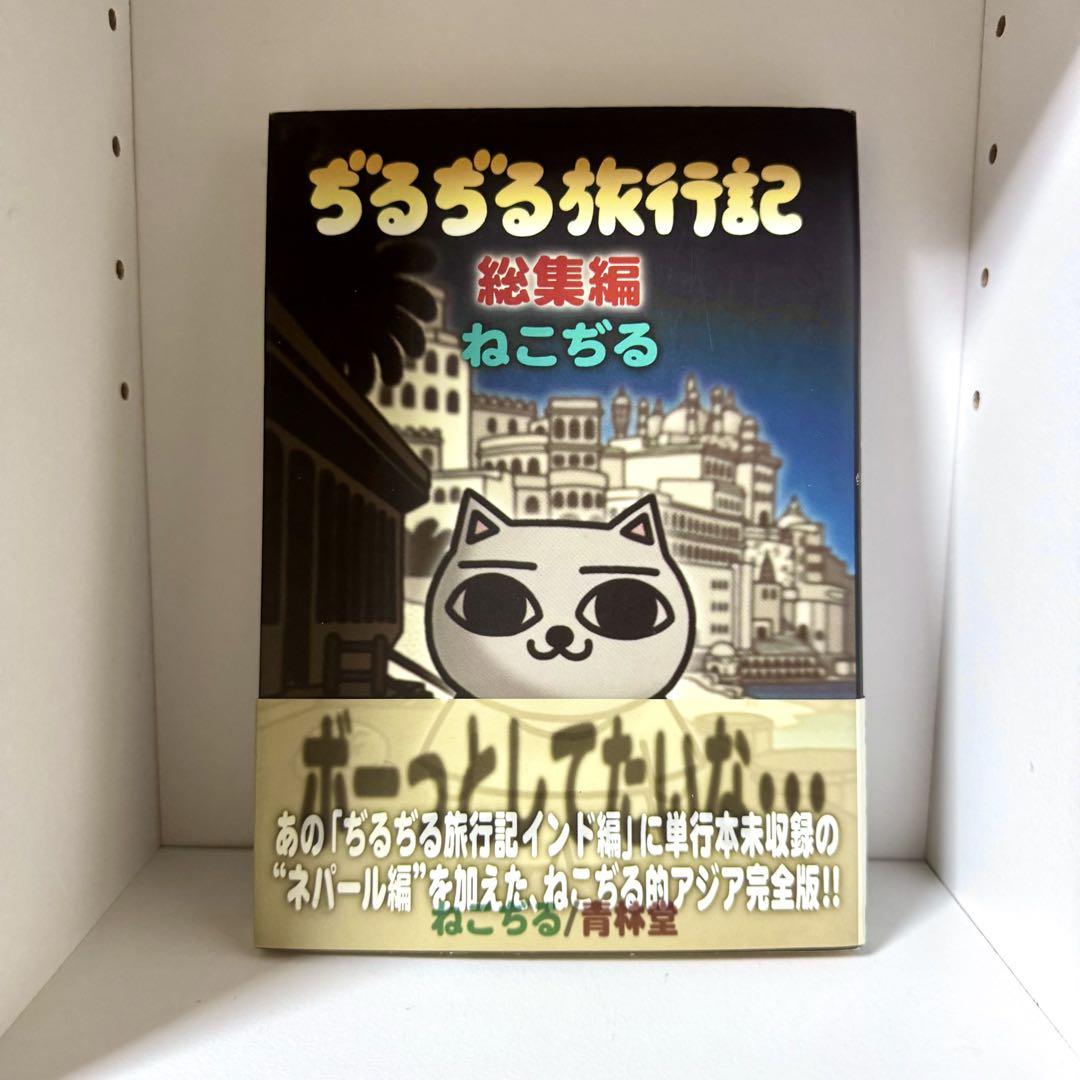 ぢるぢる旅行記
総集編
ねこぢる
ボーっとしてたいな・・・
あの「ぢるぢる旅行記 インド編」に単行本未収録の
“ネパール編”を加えた、ねこぢる的アジア完全版!!
ねこぢる/青林堂